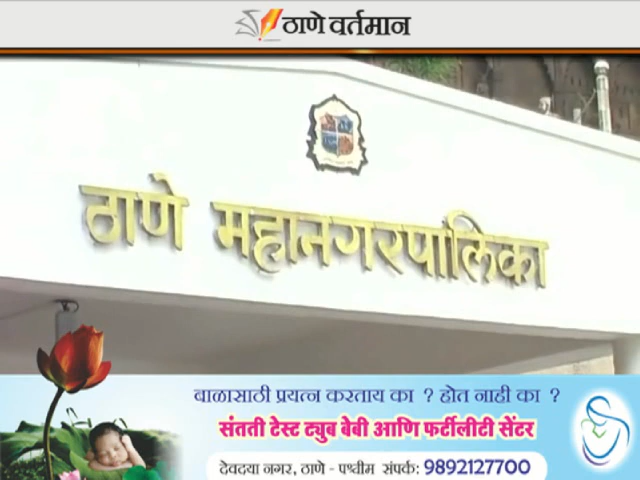 ठाणे वर्तमान
ठाणे महानगरपालिका
बाळासाठी प्रयत्न करताय का ? होत नाही का ?
संतती टेस्ट ट्युब बेबी आणि फर्टीलीटी सेंटर
देवदया नगर, ठाणे - पश्चीम संपर्क: 9892127700